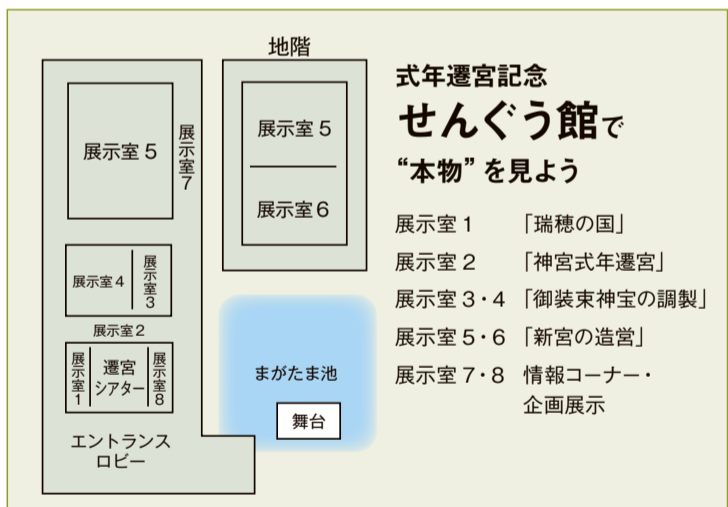 地階
展示室 5
展示室7
展示室 5
展示室 6
展示室4
展示室3
展示室2
展示室1
遷宮
シアター
展示室8
エントランス
ロビー
まがたま池
舞台
式年遷宮記念
せんぐう館で
“本物” を見よう
展示室 1 「瑞穂の国」
展示室 2 「神宮式年遷宮」
展示室 3・4 「御装束神宝の調製」
展示室 5・6 「新宮の造営」
展示室 7・8 情報コーナー・
企画展示